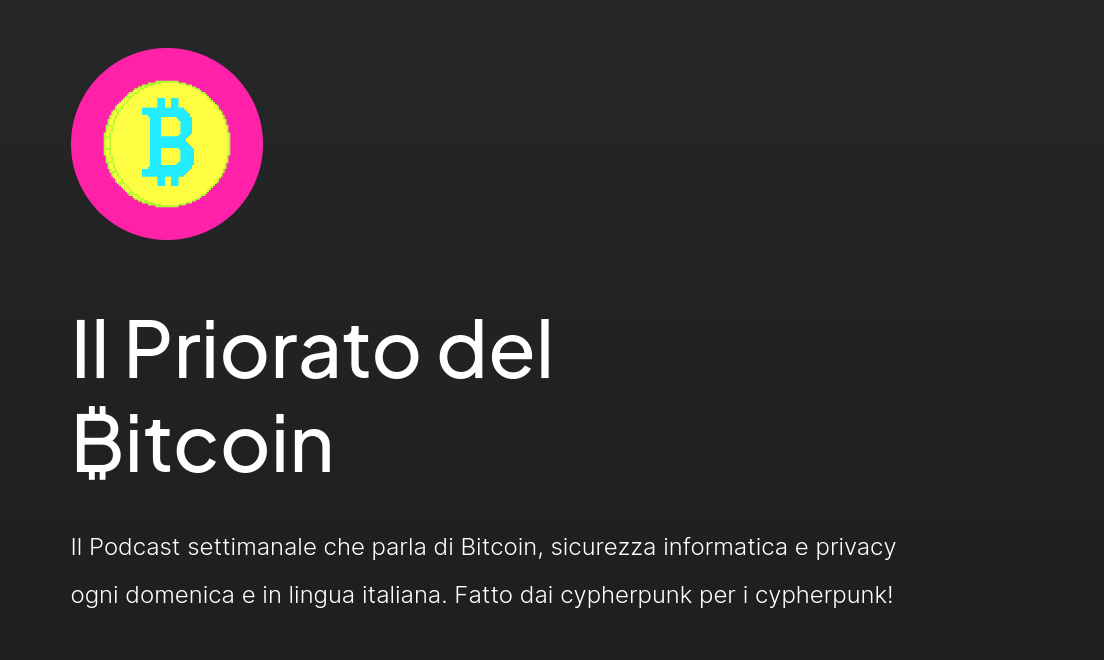 Il Priorato del
₿itcoin
Il Podcast settimanale che parla di Bitcoin, sicurezza informatica e privacy
ogni domenica e in lingua italiana. Fatto dai cypherpunk per i cypherpunk!